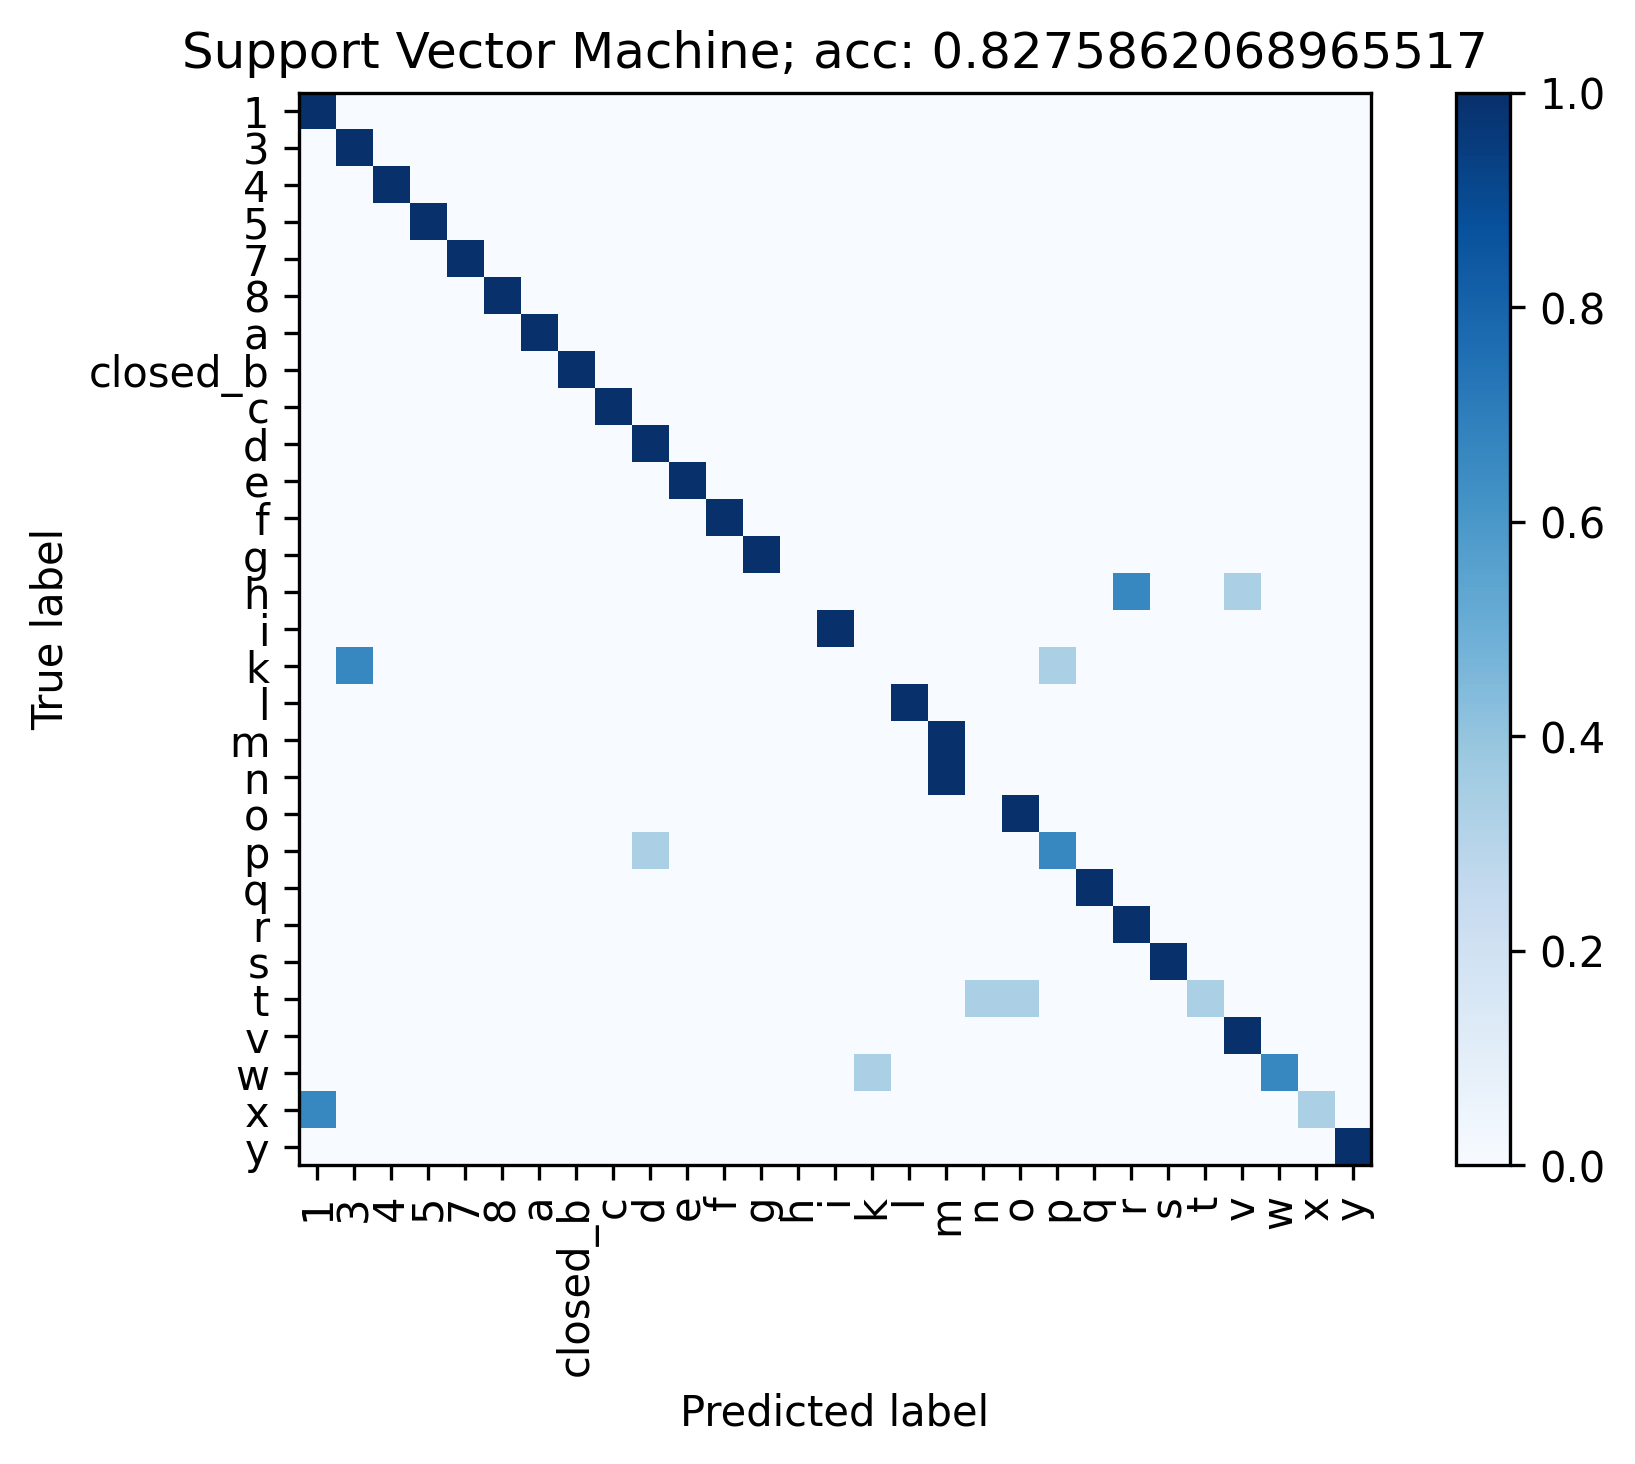 Support Vector Machine; acc: 0.8275862068965517
1
3
4
5
7
8
a
closed_b
c
d
e
f
g
h
i
k
l
m
n
o
p
q
r
s
t
v
w
x
y
True label
1
3
4
5
7
8
a
closed_b
c
d
e
f
g
h
i
k
l
m
n
o
p
q
r
s
t
v
w
x
y
Predicted label
1.0
0.8
0.6
0.4
0.2
0.0